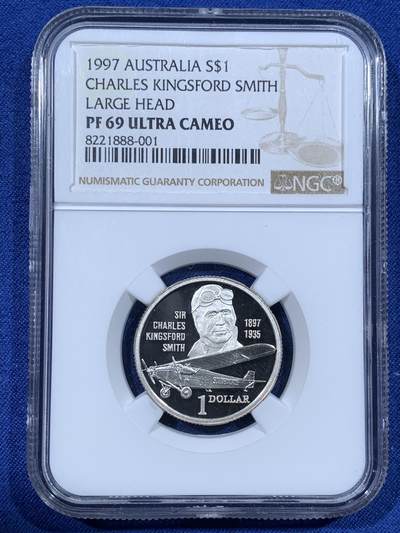 1997 AUSTRALIA S$1
CHARLES KINGSFORD SMITH
LARGE HEAD
PF 69 ULTRA CAMEO
8221888-001
NUMISMATIC GUARANTY CORPORATION
NGC®
SIR
CHARLES
KINGSFORD
SMITH
1897
1935
1 DOLLAR